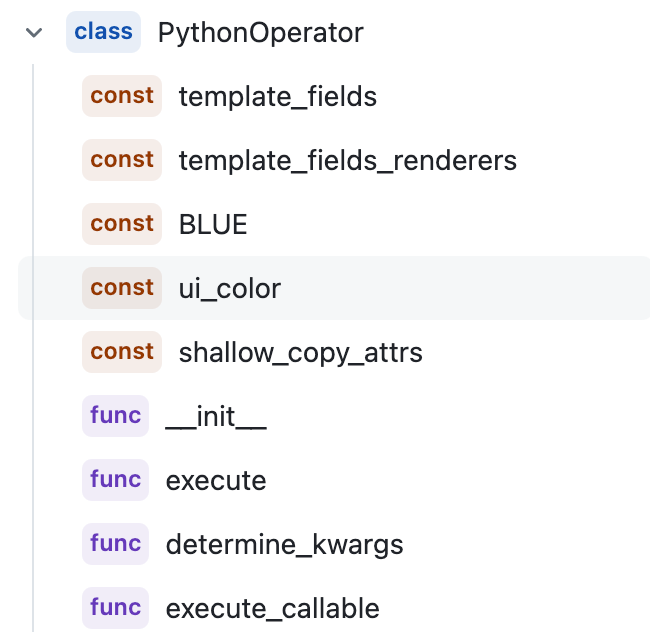 class PythonOperator
const template_fields
const template_fields_renderers
const BLUE
const ui_color
const shallow_copy_attrs
func __init__
func execute
func determine_kwargs
func execute_callable